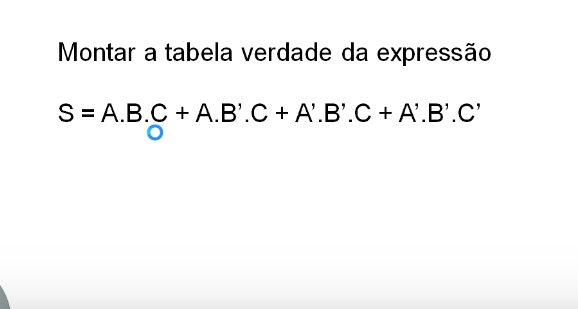 Montar a tabela verdade da expressão
S = A.B.C + A.B’.C + A’.B’.C + A’.B’.C’